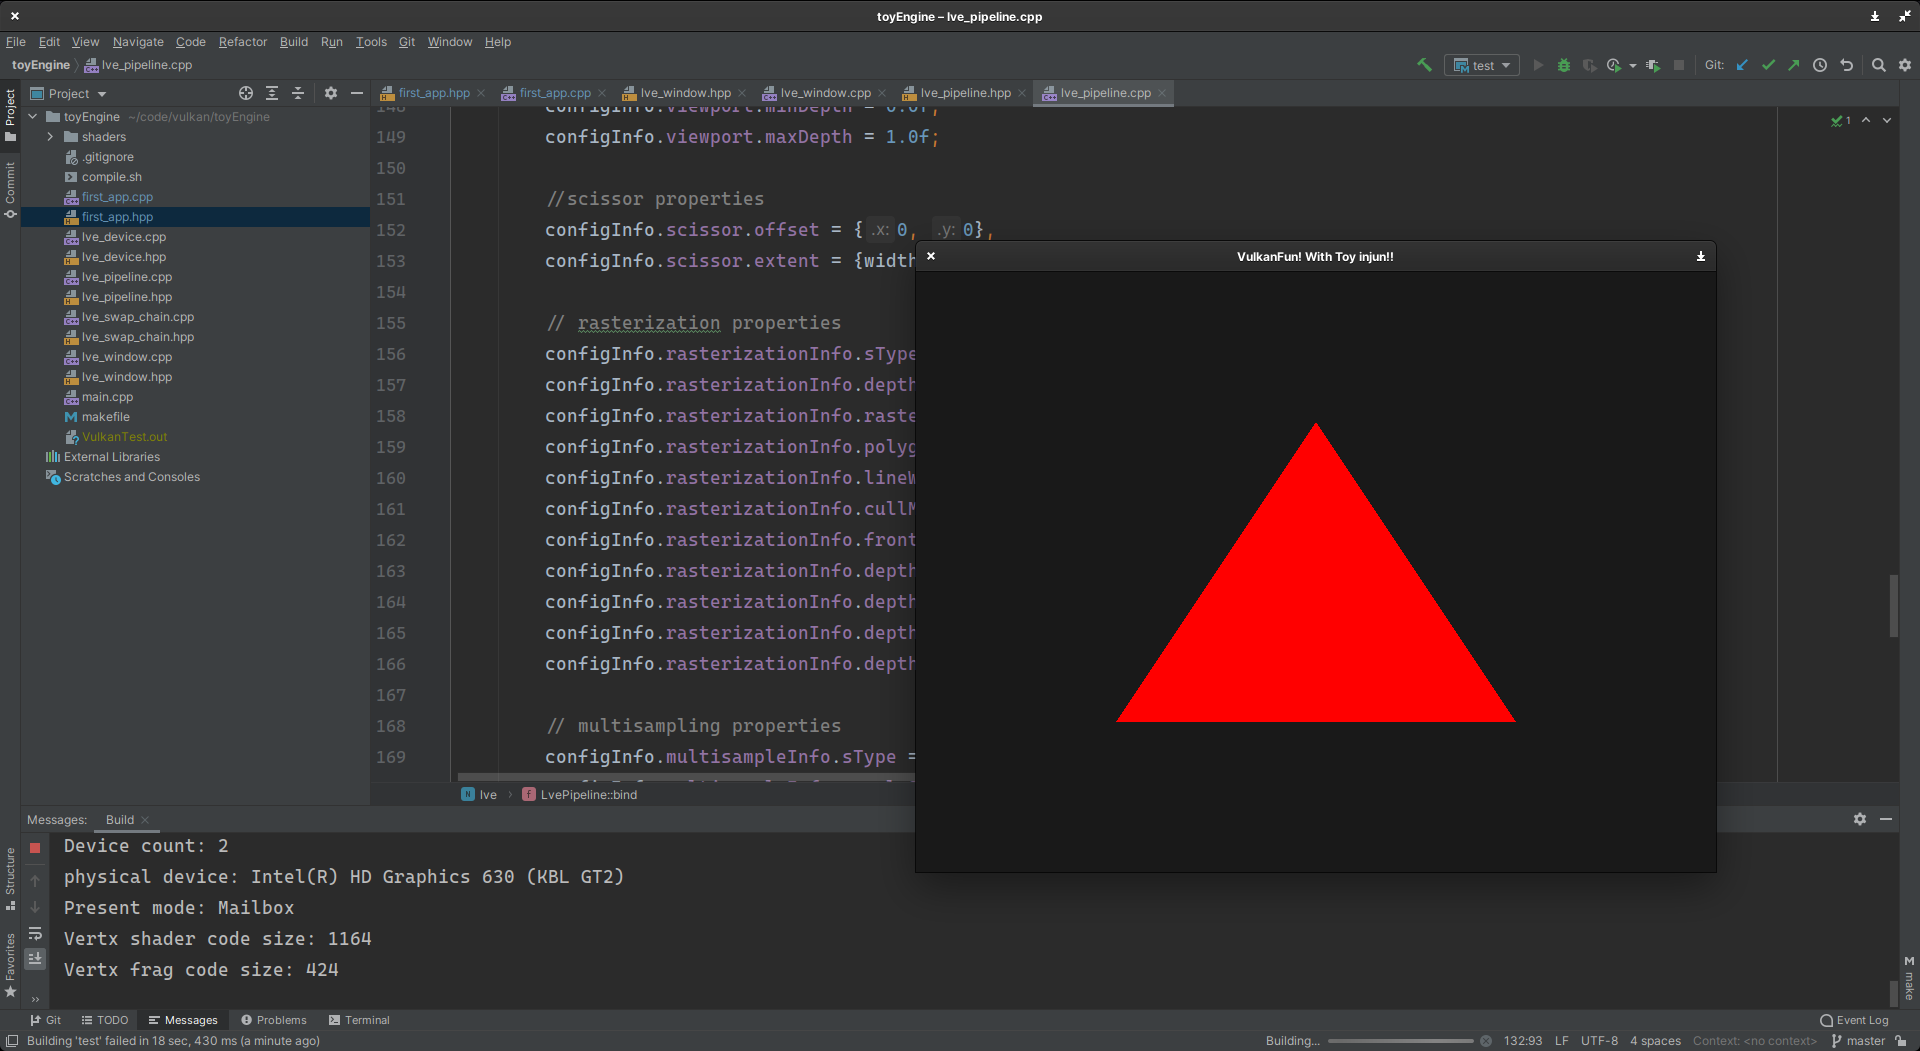 toyEngine – lve_pipeline.cpp
File Edit View Navigate Code Refactor Build Run Tools Git Window Help
toyEngine lve_pipeline.cpp
test Git:
Project
first_app.hpp first_app.cpp lve_window.hpp lve_window.cpp lve_pipeline.hpp lve_pipeline.cpp
Project
Commit
Structure
Favorites
toyEngine ~/code/vulkan/toyEngine
shaders
.gitignore
compile.sh
first_app.cpp
first_app.hpp
lve_device.cpp
lve_device.hpp
lve_pipeline.cpp
lve_pipeline.hpp
lve_swap_chain.cpp
lve_swap_chain.hpp
lve_window.cpp
lve_window.hpp
main.cpp
makefile
VulkanTest.out
External Libraries
Scratches and Consoles
148 configInfo.viewport.minDepth = 0.0f;
149 configInfo.viewport.maxDepth = 1.0f;
150
151 //scissor properties
152 configInfo.scissor.offset = { .x: 0, .y: 0},
153 configInfo.scissor.extent = {width
154
155 // rasterization properties
156 configInfo.rasterizationInfo.sType
157 configInfo.rasterizationInfo.depth
158 configInfo.rasterizationInfo.raste
159 configInfo.rasterizationInfo.polyg
160 configInfo.rasterizationInfo.lineW
161 configInfo.rasterizationInfo.cullM
162 configInfo.rasterizationInfo.front
163 configInfo.rasterizationInfo.depth
164 configInfo.rasterizationInfo.depth
165 configInfo.rasterizationInfo.depth
166 configInfo.rasterizationInfo.depth
167
168 // multisampling properties
169 configInfo.multisampleInfo.sType =
1
VulkanFun! With Toy injun!!
lve LvePipeline::bind
Messages: Build
Device count: 2
physical device: Intel(R) HD Graphics 630 (KBL GT2)
Present mode: Mailbox
Vertx shader code size: 1164
Vertx frag code size: 424
make
Git TODO Messages Problems Terminal Event Log
Building 'test' failed in 18 sec, 430 ms (a minute ago) Building... 132:93 LF UTF-8 4 spaces Context: <no context> master